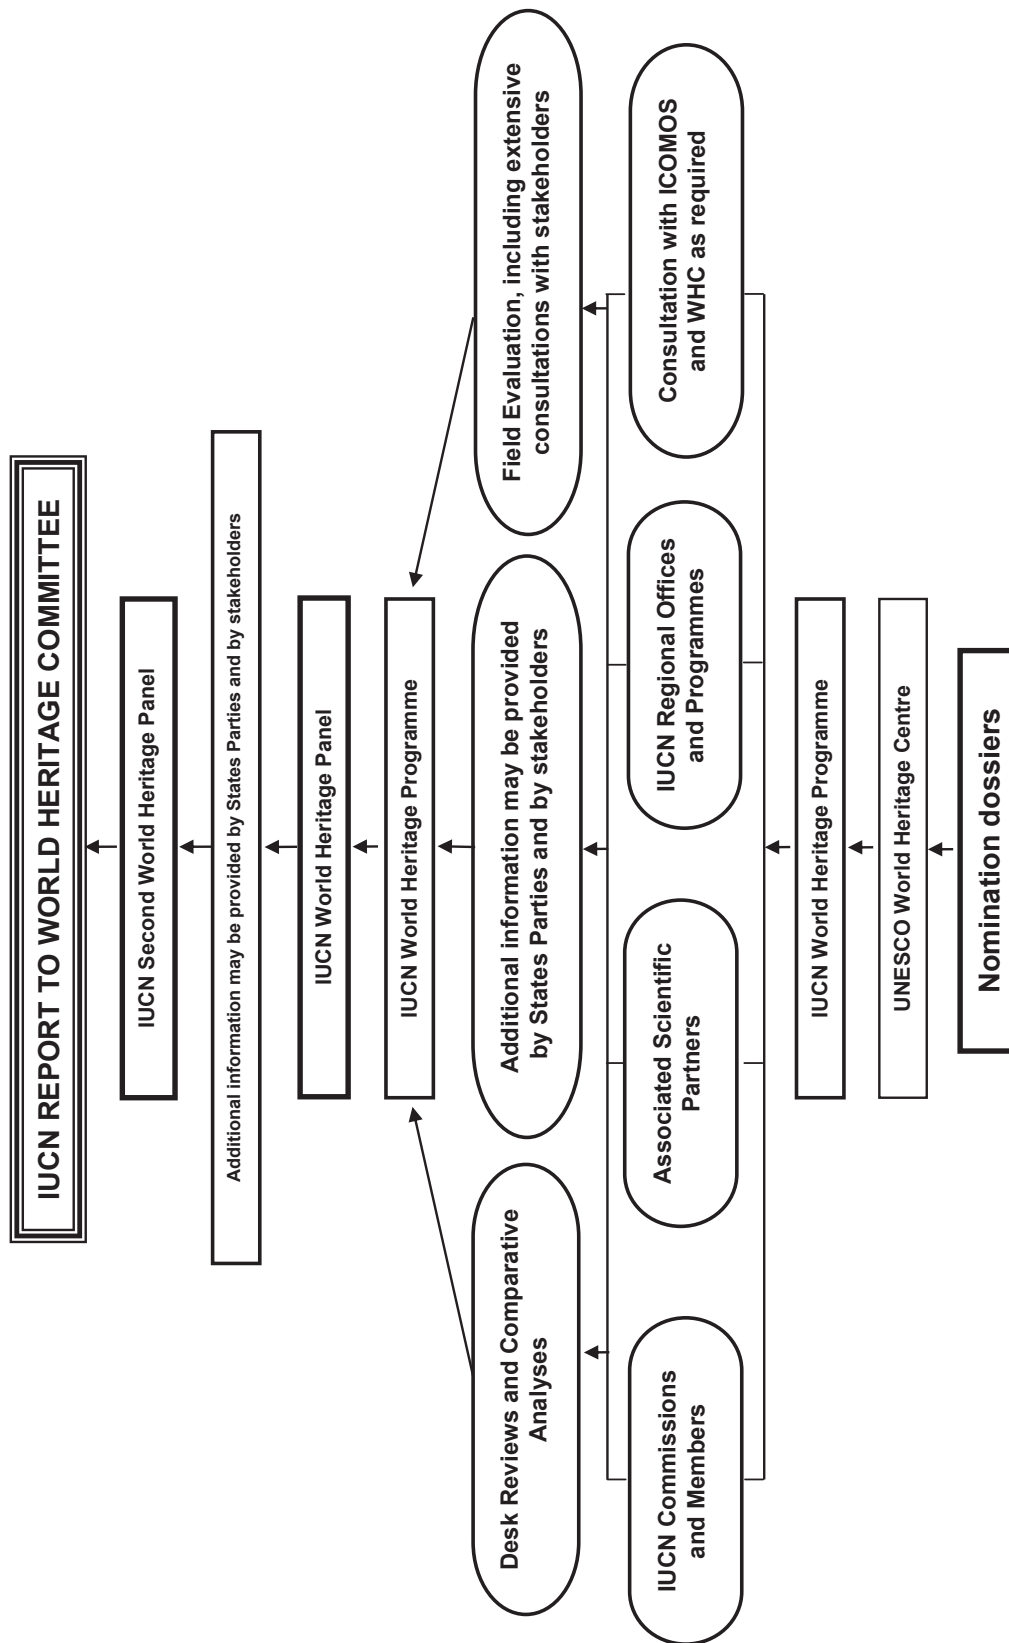 IUCN REPORT TO WORLD HERITAGE COMMITTEE
IUCN Second World Heritage Panel
Additional information may be provided by States Parties and by stakeholders
IUCN World Heritage Panel
IUCN World Heritage Programme
Desk Reviews and Comparative
Analyses
Additional information may be provided
by States Parties and by stakeholders
Field Evaluation, including extensive
consultations with stakeholders
IUCN Commissions
and Members
Associated Scientific
Partners
IUCN Regional Offices
and Programmes
Consultation with ICOMOS
and WHC as required
IUCN World Heritage Programme
UNESCO World Heritage Centre
Nomination dossiers